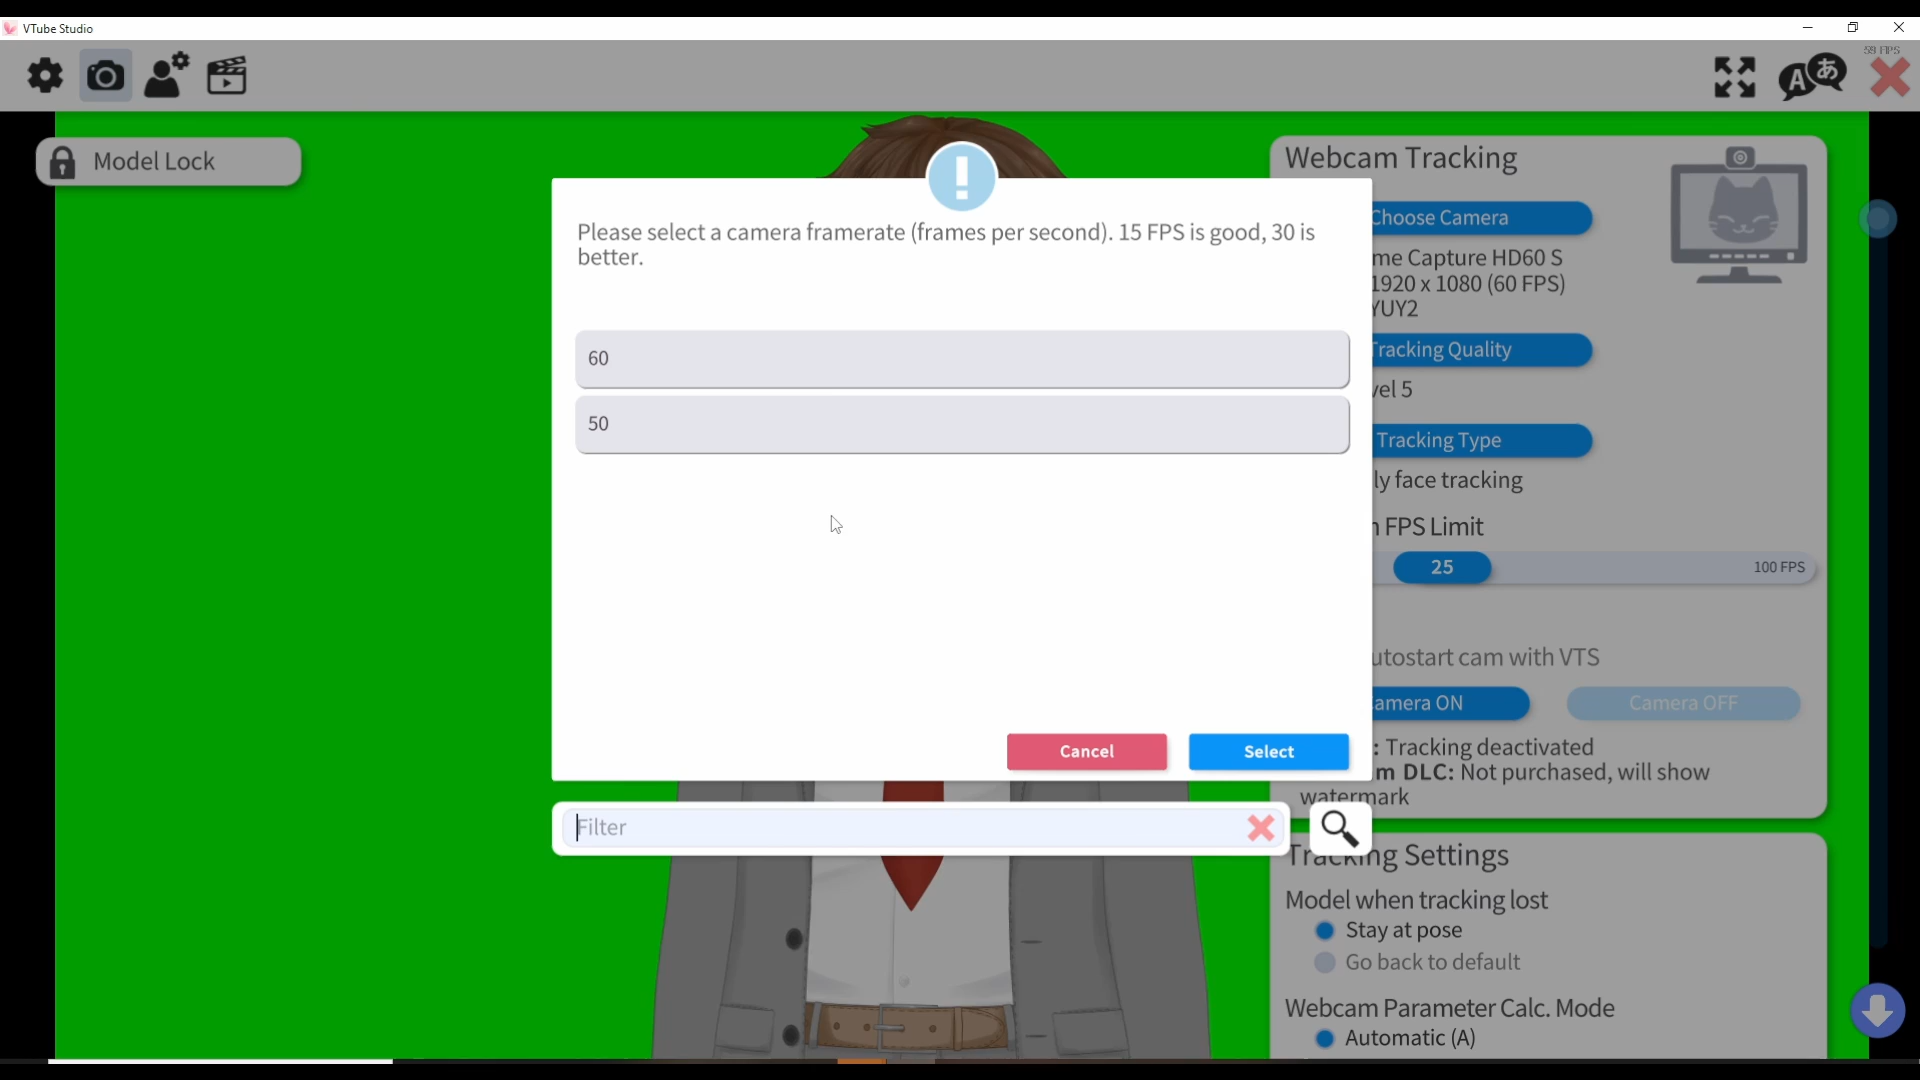 VTube Studio
59 FPS
A あ
Model Lock
Webcam Tracking
Choose Camera
me Capture HD60 S
1920 x 1080 (60 FPS)
YUY2
Tracking Quality
vel 5
Tracking Type
ly face tracking
FPS Limit
25
100 FPS
utostart cam with VTS
Camera ON
Camera OFF
: Tracking deactivated
m DLC: Not purchased, will show
watermark
Please select a camera framerate (frames per second). 15 FPS is good, 30 is
better.
60
50
Cancel
Select
Filter
Tracking Settings
Model when tracking lost
Stay at pose
Go back to default
Webcam Parameter Calc. Mode
Automatic (A)